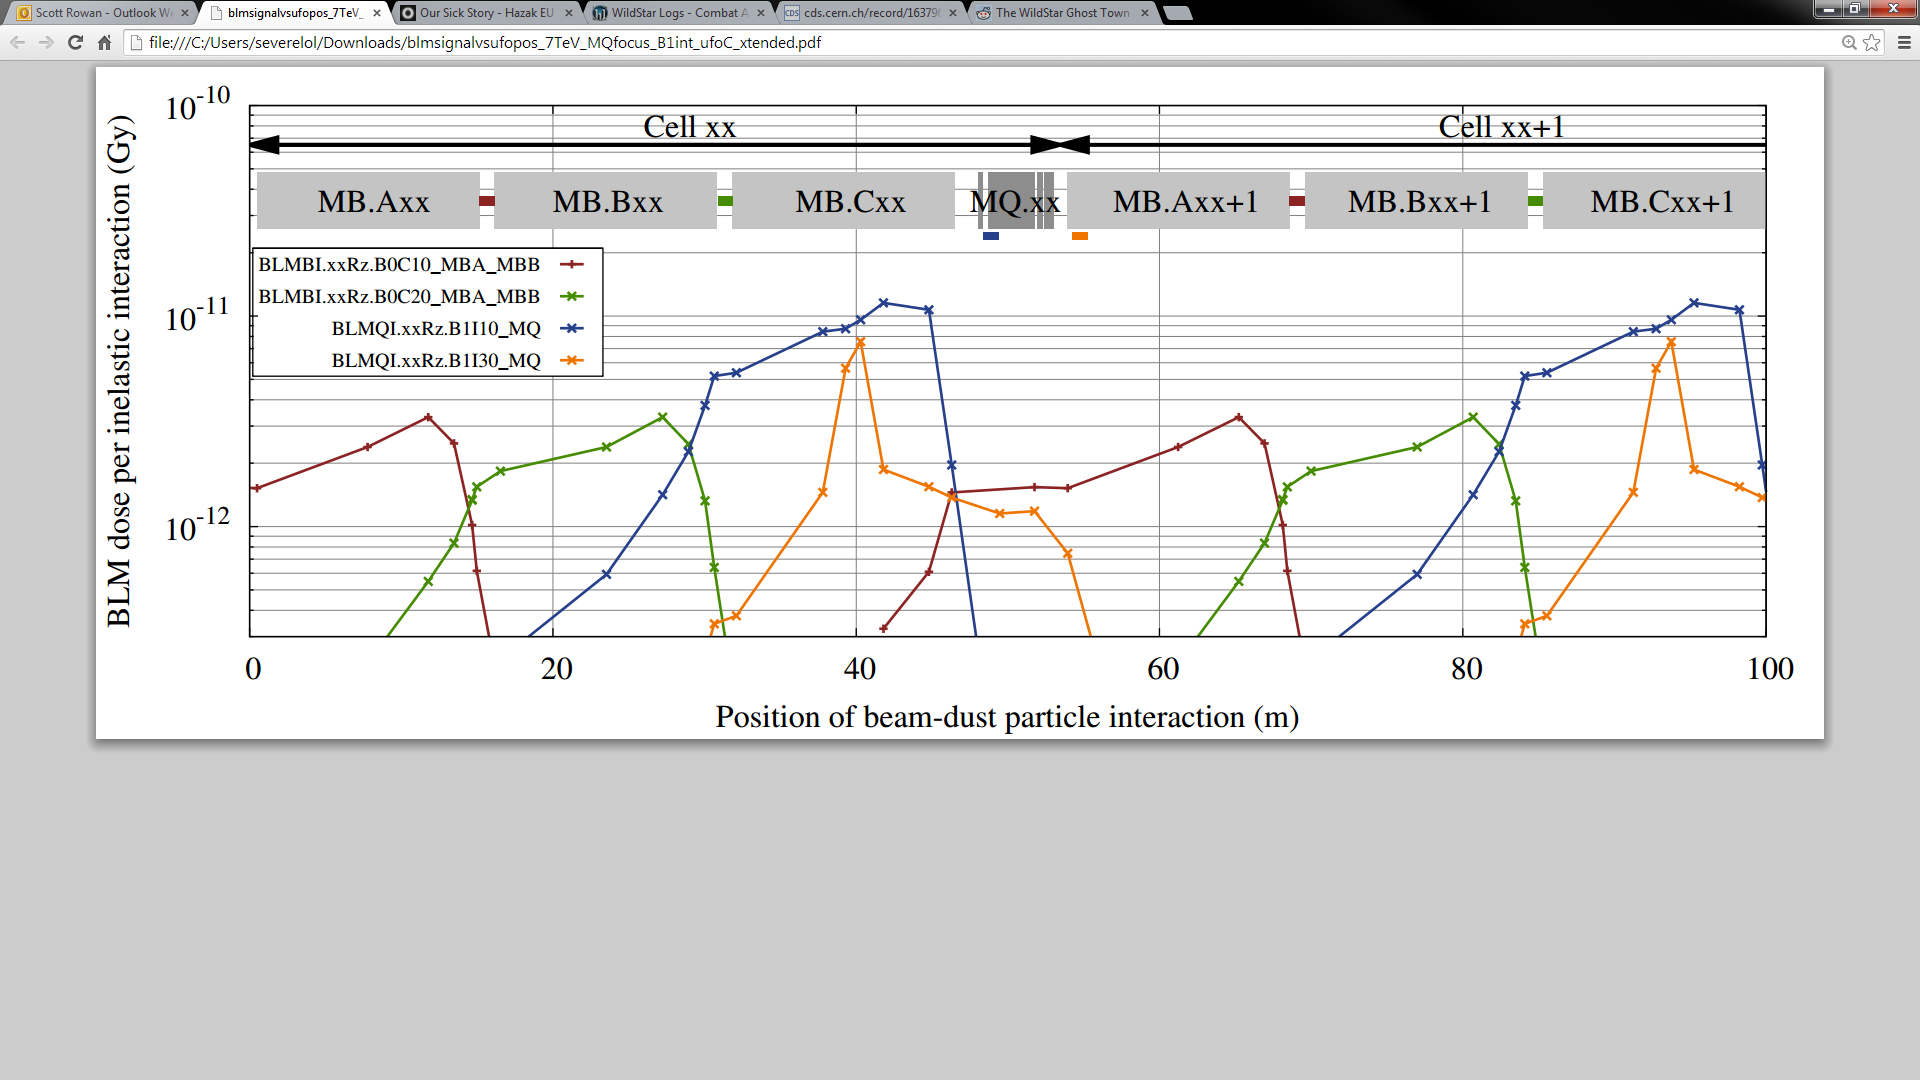 Scott Rowan - Outlook W
blmsignalvsufopos_7TeV_
Our Sick Story - Hazak EU
WildStar Logs - Combat A
CDS
cds.cern.ch/record/16379
The WildStar Ghost Town
file:///C:/Users/severelol/Downloads/blmsignalvsufopos_7TeV_MQfocus_B1int_ufoC_xtended.pdf
10-10
Cell xx
Cell xx+1
MB.Axx
MB.Bxx
MB.Cxx
MQ.xx
MB.Axx+1
MB.Bxx+1
MB.Cxx+1
BLMBI.xxRz.B0C10_MBA_MBB
BLMBI.xxRz.B0C20_MBA_MBB
BLMQI.xxRz.B1I10_MQ
BLMQI.xxRz.B1I30_MQ
10-11
10-12
BLM dose per inelastic interaction (Gy)
0
20
40
60
80
100
Position of beam-dust particle interaction (m)